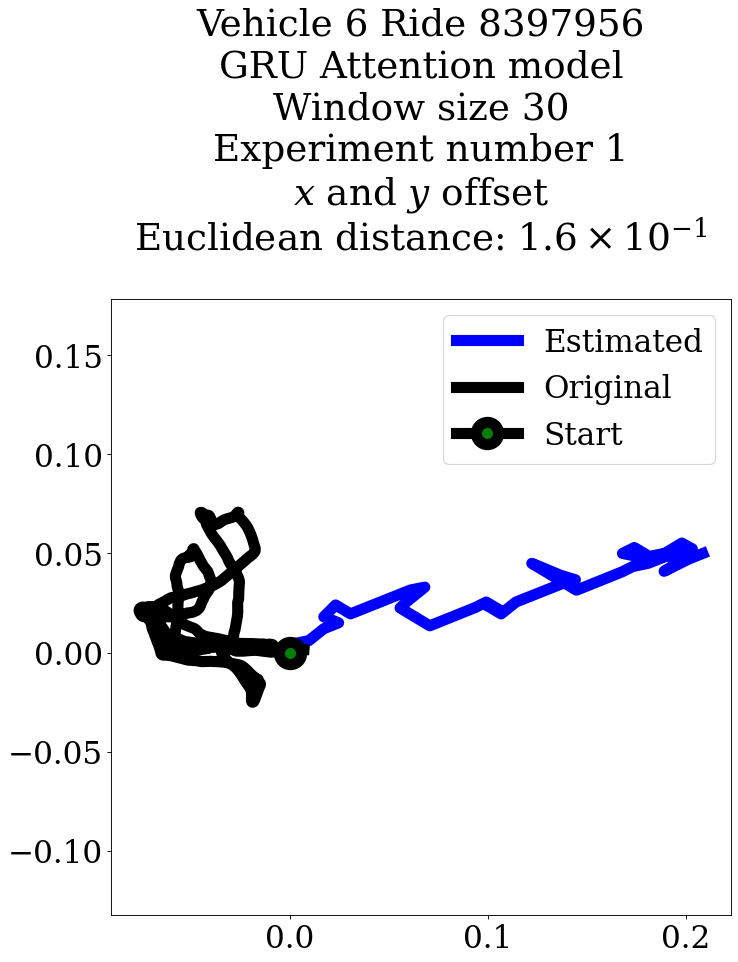 Vehicle 6 Ride 8397956
GRU Attention model
Window size 30
Experiment number 1
x and y offset
Euclidean distance: 1.6 × 10⁻¹
Estimated
Original
Start
0.15
0.10
0.05
0.00
−0.05
−0.10
0.0 0.1 0.2